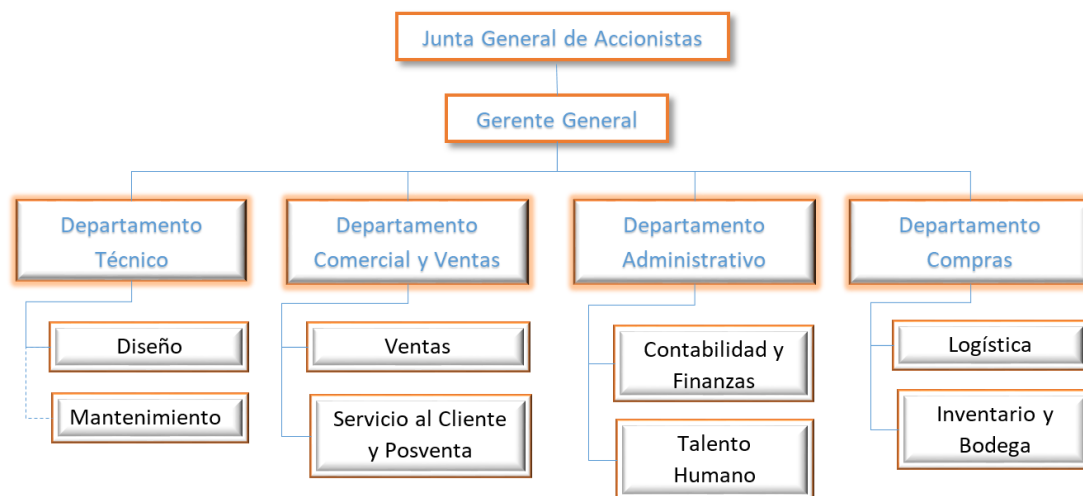 Junta General de Accionistas
Gerente General
Departamento
Técnico
Departamento
Comercial y Ventas
Departamento
Administrativo
Departamento
Compras
Diseño
Mantenimiento
Ventas
Servicio al Cliente
y Posventa
Contabilidad y
Finanzas
Talento
Humano
Logística
Inventario y
Bodega